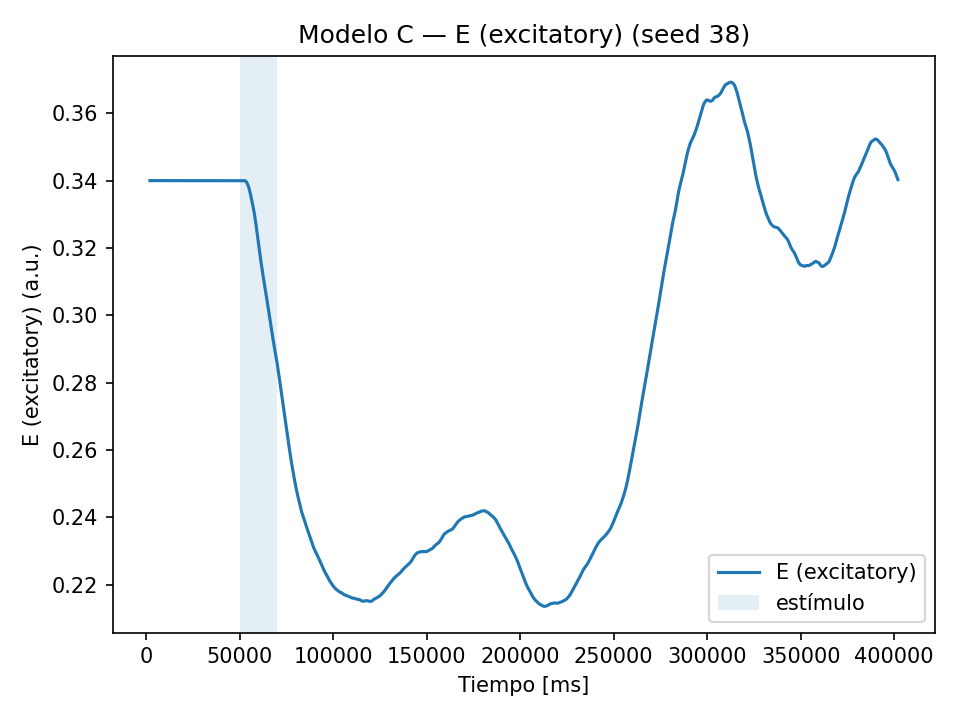 Modelo C — E (excitatory) (seed 38)
E (excitatory) (a.u.)
0.36
0.34
0.32
0.30
0.28
0.26
0.24
0.22
E (excitatory)
estímulo
0 50000 100000 150000 200000 250000 300000 350000 400000
Tiempo [ms]